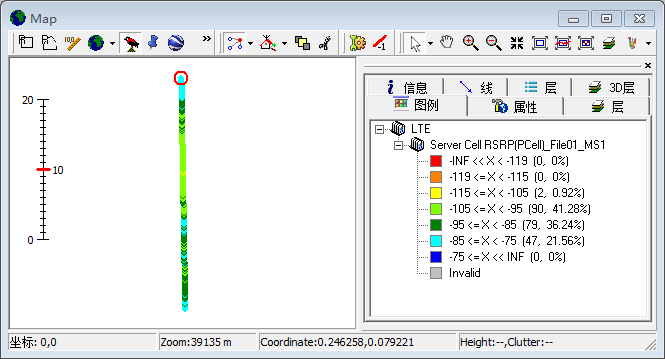 Map
»
-1
信息
线
层
3D层
图例
属性
层
20
10
0
LTE
Server Cell RSRP(PCell)_File01_MS1
-INF << X < -119 (0, 0%)
-119 <= X < -115 (0, 0%)
-115 <= X < -105 (2, 0.92%)
-105 <= X < -95 (90, 41.28%)
-95 <= X < -85 (79, 36.24%)
-85 <= X < -75 (47, 21.56%)
-75 <= X << INF (0, 0%)
Invalid
坐标: 0,0
Zoom:39135 m
Coordinate:0.246258,0.079221
Height:--,Clutter:--